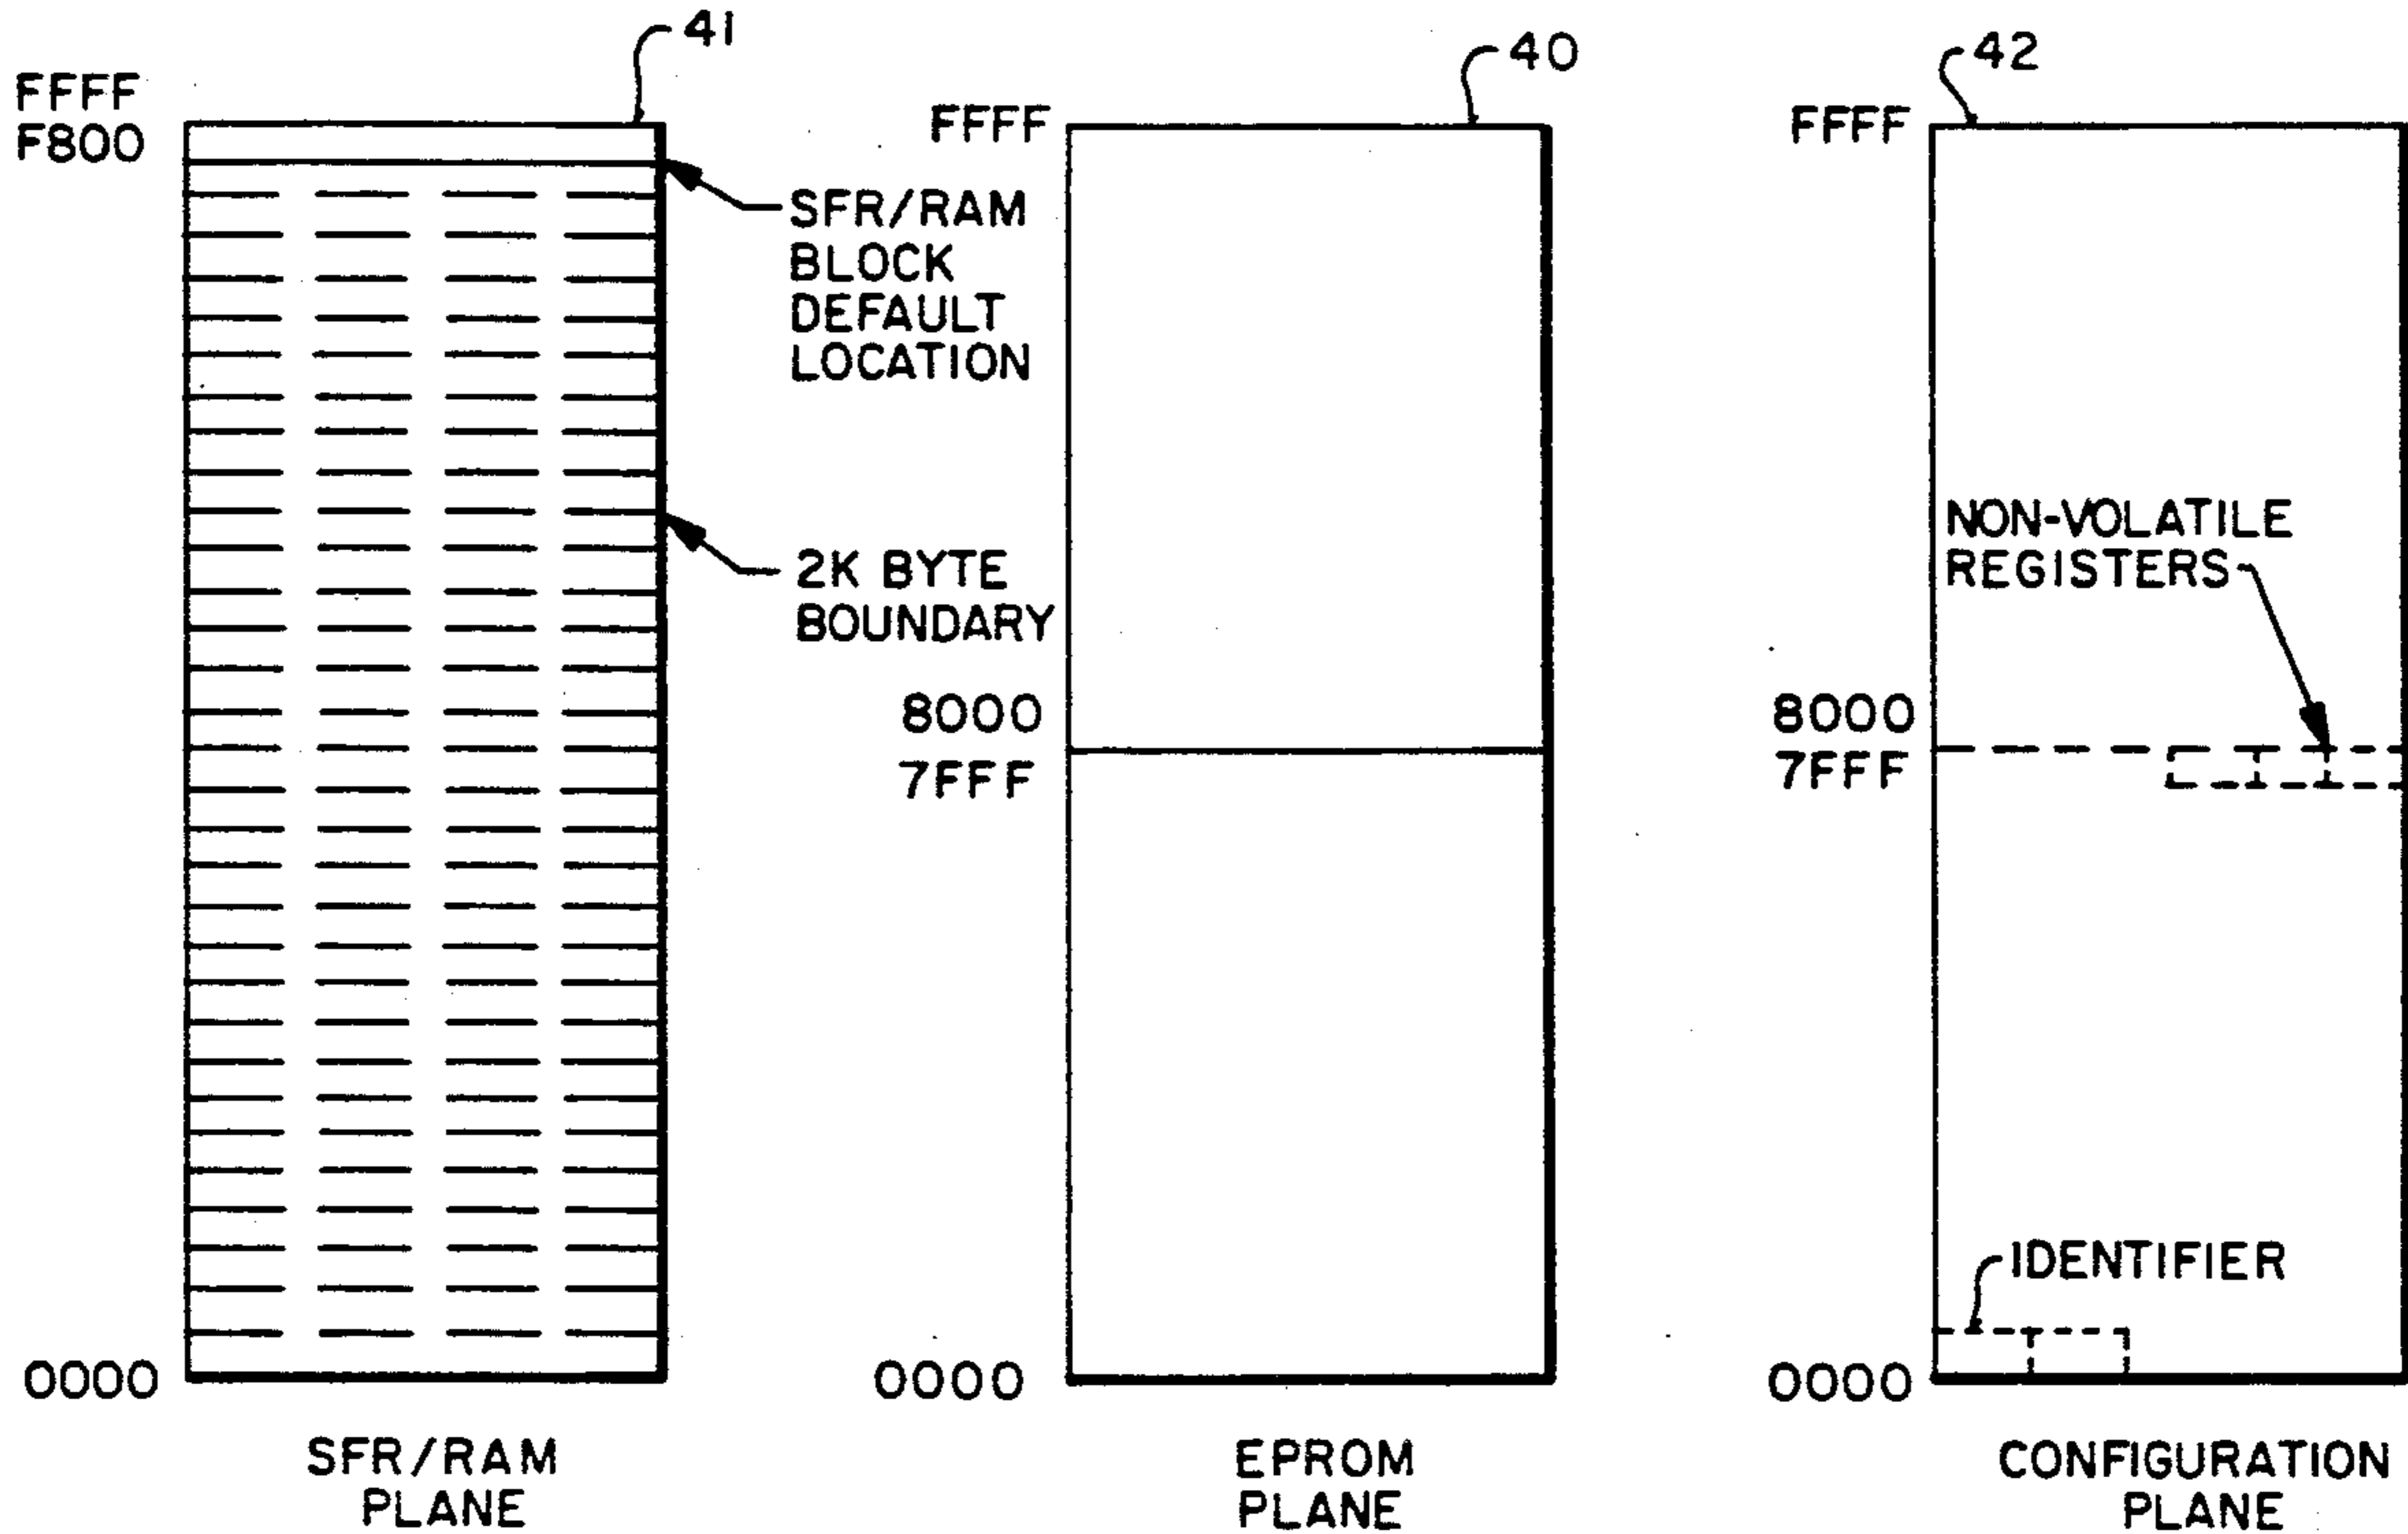 41
FFFF
F800
SFR/RAM
BLOCK
DEFAULT
LOCATION
2K BYTE
BOUNDARY
0000
SFR/RAM
PLANE
40
FFFF
8000
7FFF
0000
EPROM
PLANE
42
FFFF
NON-VOLATILE
REGISTERS
8000
7FFF
IDENTIFIER
0000
CONFIGURATION
PLANE